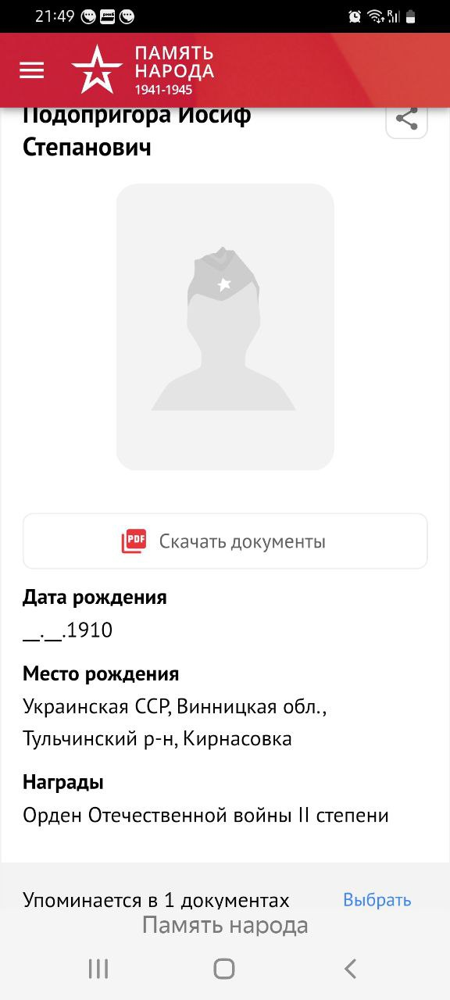 21:49
ПАМЯТЬ
НАРОДА
1941-1945
Подопригора Иосиф
Степанович
PDF Скачать документы
Дата рождения
__.__.1910
Место рождения
Украинская ССР, Винницкая обл.,
Тульчинский р-н, Кирнасовка
Награды
Орден Отечественной войны II степени
Упоминается в 1 документах Выбрать
Память народа